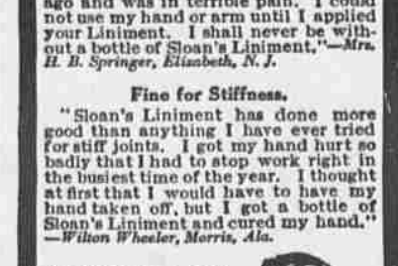 ago and was in terrible pain. I could
not use my hand or arm until I applied
your Liniment. I shall never be with-
out a bottle of Sloan's Liniment."—Mrs.
H. B. Springer, Elizabeth, N. J.
Fine for Stiffness.
"Sloan's Liniment has done more
good than anything I have ever tried
for stiff joints. I got my hand hurt so
badly that I had to stop work right in
the busiest time of the year. I thought
at first that I would have to have my
hand taken off, but I got a bottle of
Sloan's Liniment and cured my hand."
—Wilton Wheeler, Morris, Ala.